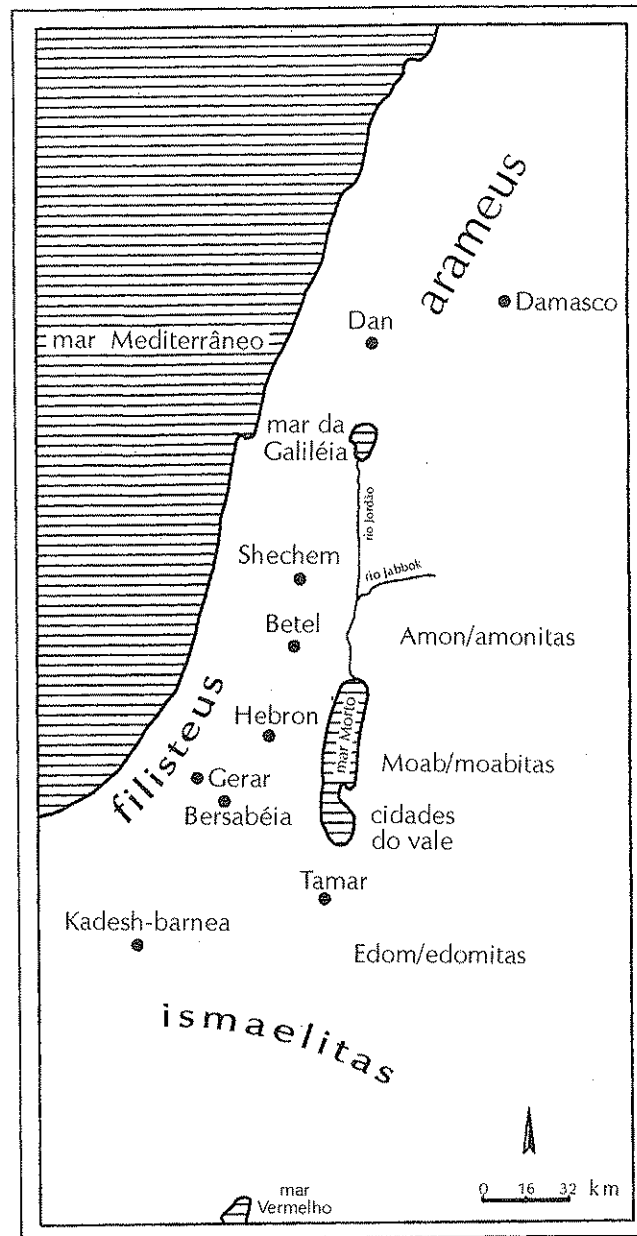 arameus
Damasco
Dan
mar Mediterrâneo
mar da
Galiléia
rio Jordão
Shechem
rio Jabbok
Betel
Amon/amonitas
filisteus
Hebron
mar Morto
Gerar
Moab/moabitas
Bersabéia
cidades
do vale
Tamar
Kadesh-barnea
Edom/edomitas
ismaelitas
mar
Vermelho
0 16 32 km